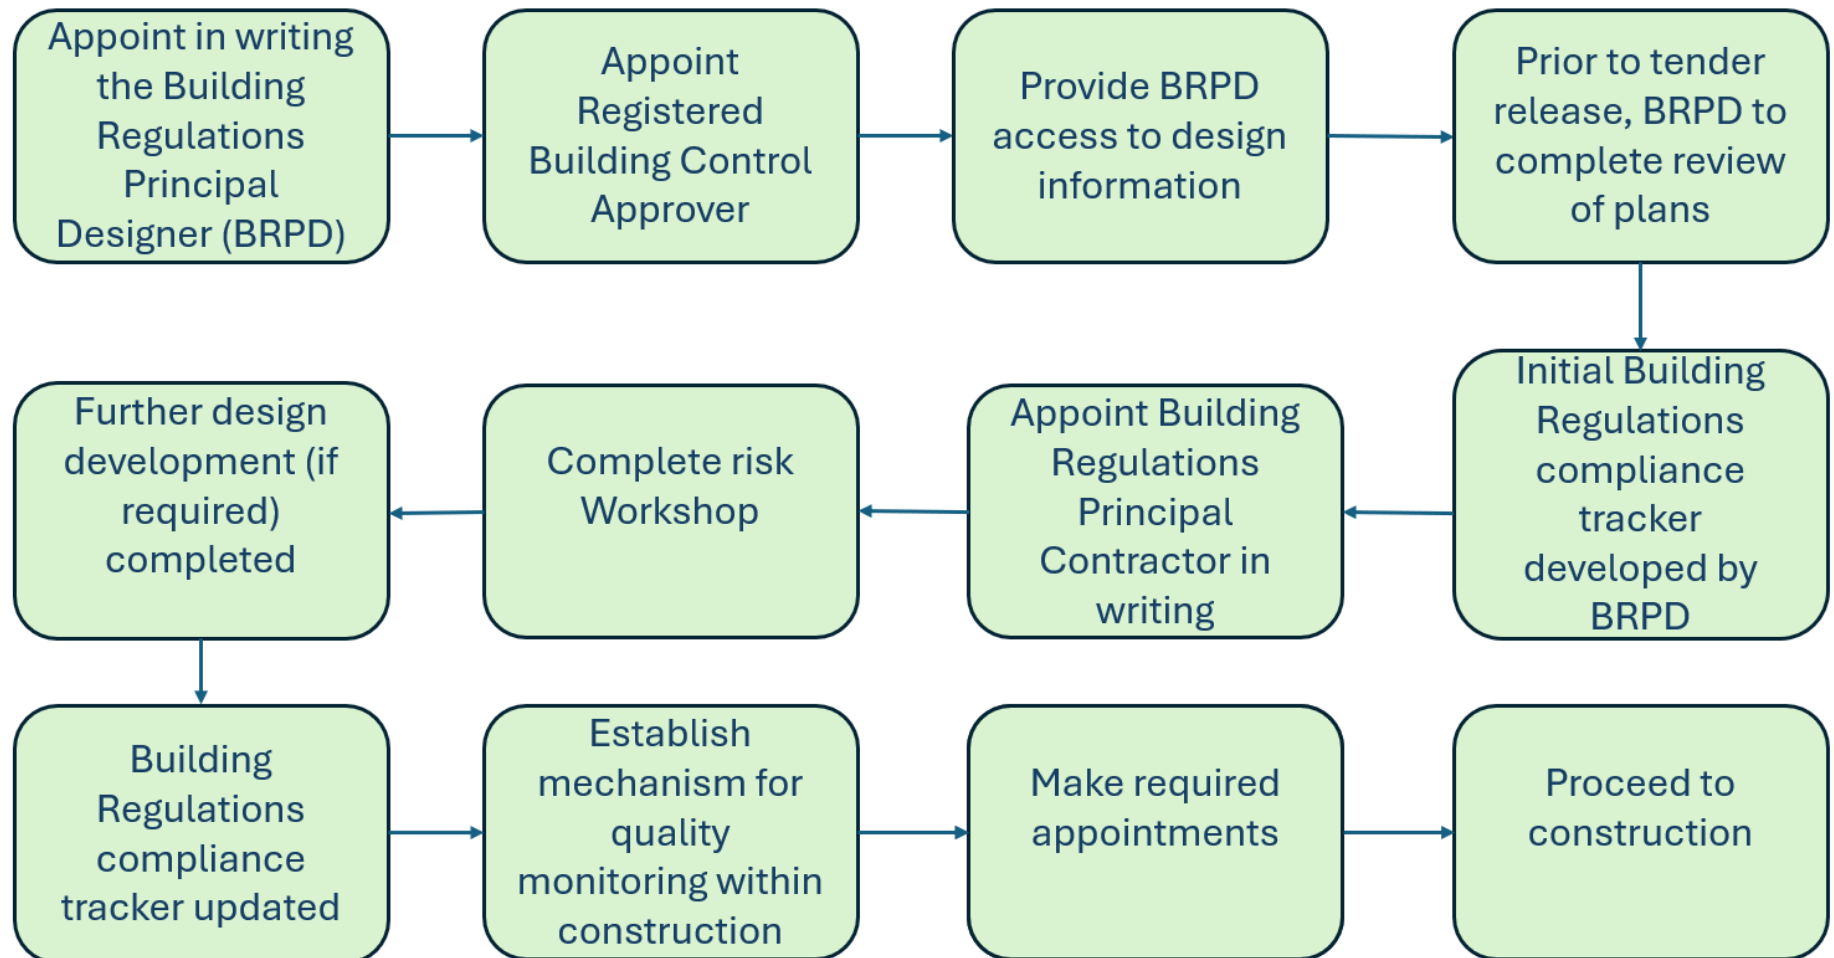 Appoint in writing
the Building
Regulations
Principal
Designer (BRPD)
Appoint
Registered
Building Control
Approver
Provide BRPD
access to design
information
Prior to tender
release, BRPD to
complete review
of plans
Initial Building
Regulations
compliance
tracker
developed by
BRPD
Appoint Building
Regulations
Principal
Contractor in
writing
Complete risk
Workshop
Further design
development (if
required)
completed
Building
Regulations
compliance
tracker updated
Establish
mechanism for
quality
monitoring within
construction
Make required
appointments
Proceed to
construction